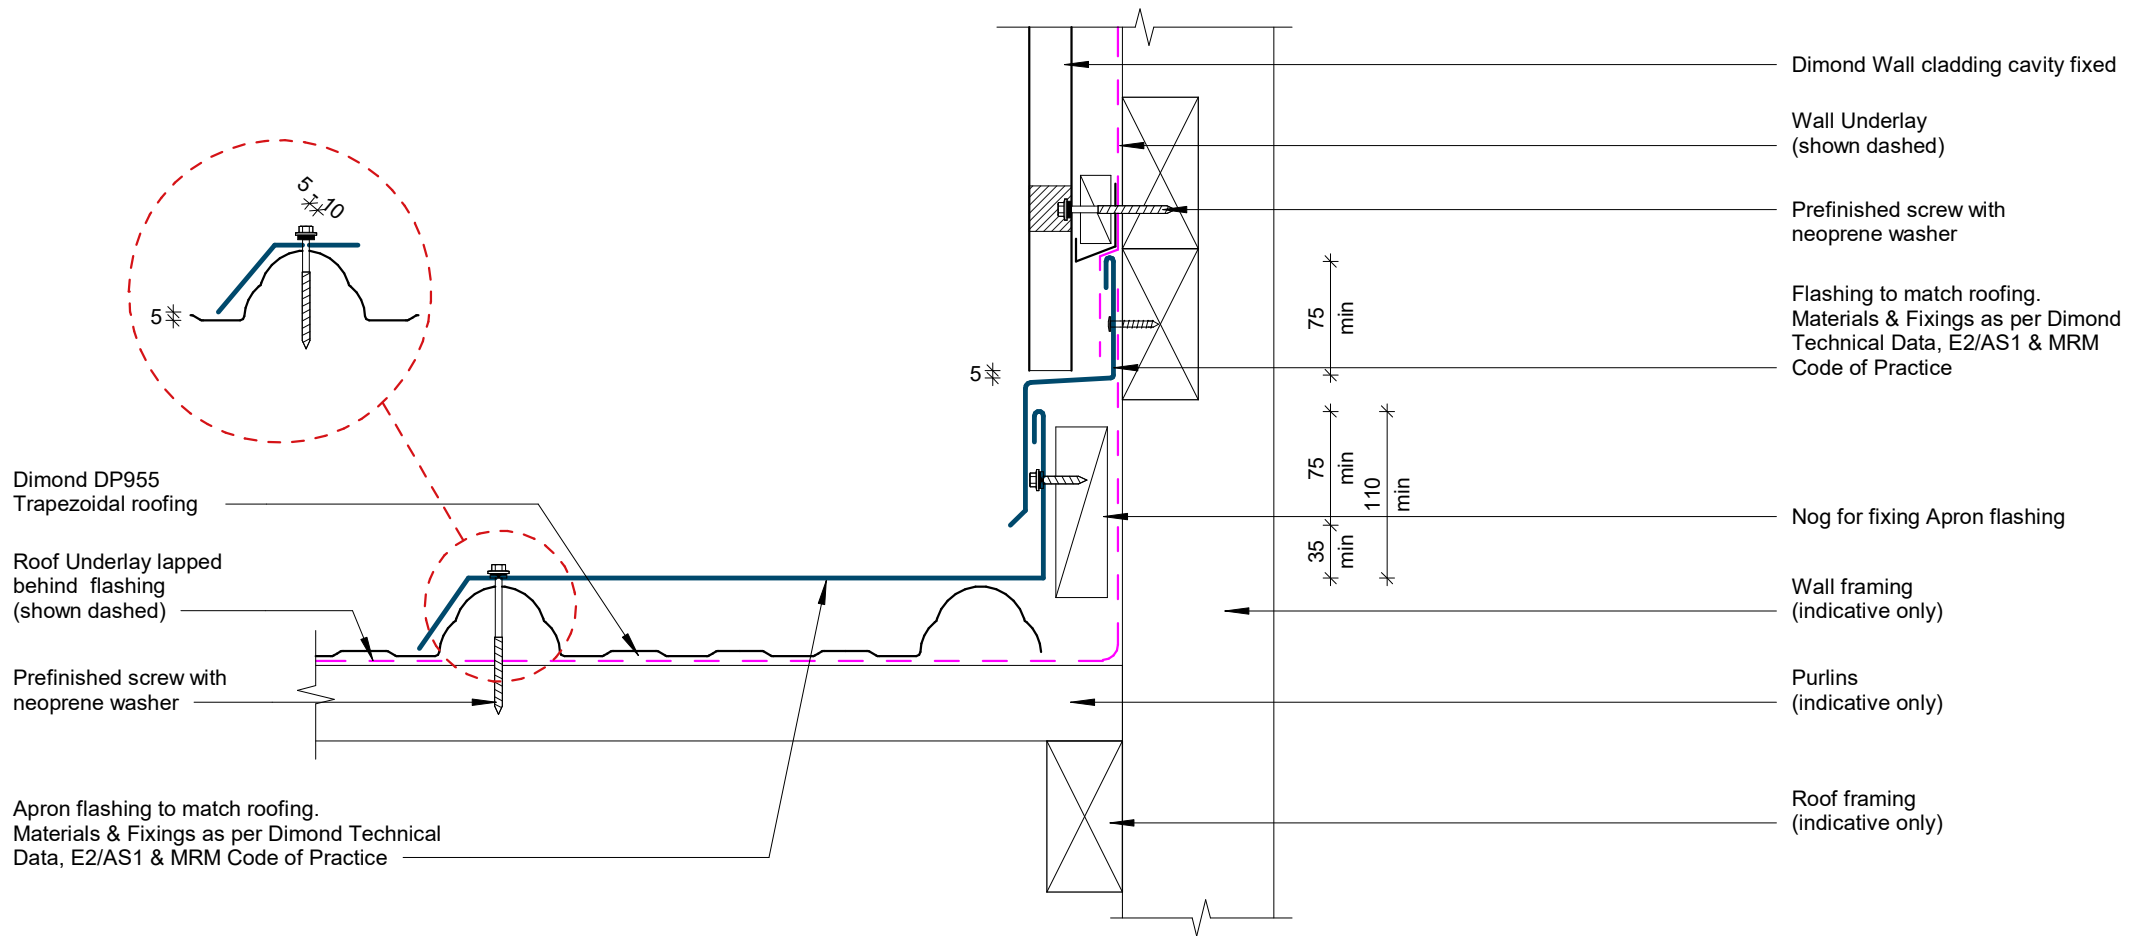 Dimond Wall cladding cavity fixed
Wall Underlay
(shown dashed)
Prefinished screw with
neoprene washer
Flashing to match roofing.
Materials & Fixings as per Dimond
Technical Data, E2/AS1 & MRM
Code of Practice
Nog for fixing Apron flashing
Wall framing
(indicative only)
Purlins
(indicative only)
Roof framing
(indicative only)
5
10
5
5
75
min
75
min
110
min
35
min
Dimond DP955
Trapezoidal roofing
Roof Underlay lapped
behind flashing
(shown dashed)
Prefinished screw with
neoprene washer
Apron flashing to match roofing.
Materials & Fixings as per Dimond Technical
Data, E2/AS1 & MRM Code of Practice